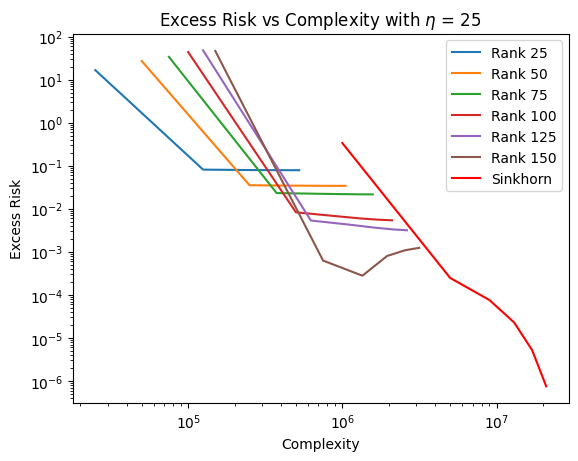 Excess Risk vs Complexity with η = 25
Excess Risk
10²
10¹
10⁰
10⁻¹
10⁻²
10⁻³
10⁻⁴
10⁻⁵
10⁻⁶
Rank 25
Rank 50
Rank 75
Rank 100
Rank 125
Rank 150
Sinkhorn
10⁵
10⁶
10⁷
Complexity